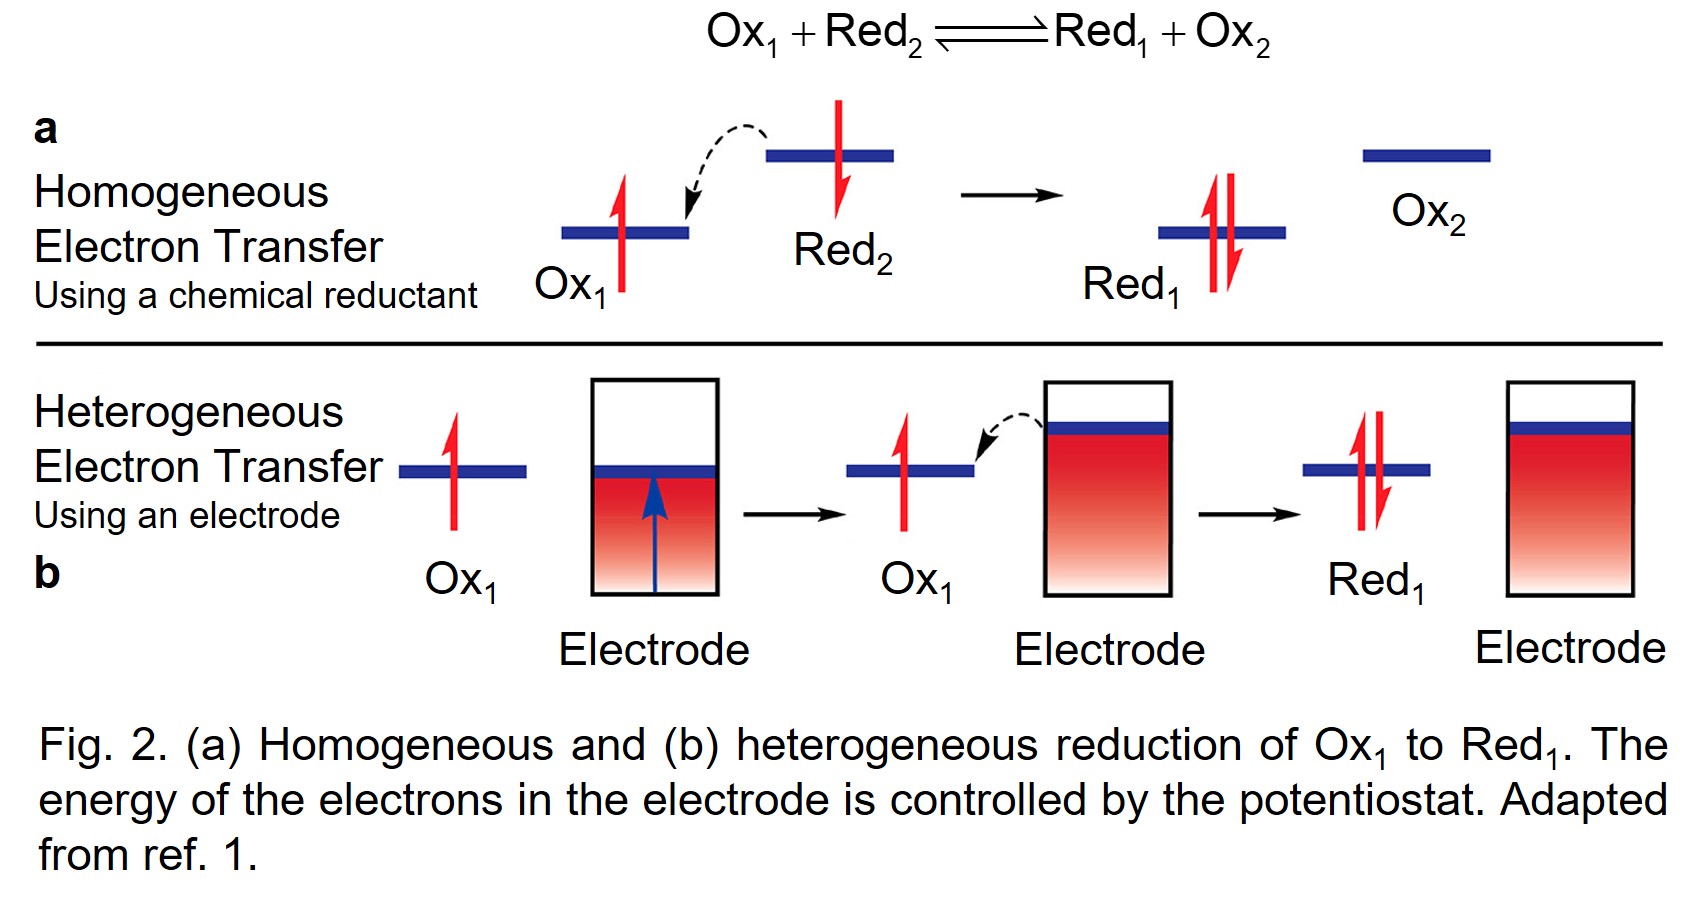 Ox₁ + Red₂ ⇌ Red₁ + Ox₂
a
Homogeneous
Electron Transfer
Using a chemical reductant
Ox₁
Red₂
Red₁
Ox₂
Heterogeneous
Electron Transfer
Using an electrode
b
Ox₁
Electrode
Ox₁
Electrode
Red₁
Electrode
Fig. 2. (a) Homogeneous and (b) heterogeneous reduction of Ox₁ to Red₁. The
energy of the electrons in the electrode is controlled by the potentiostat. Adapted
from ref. 1.